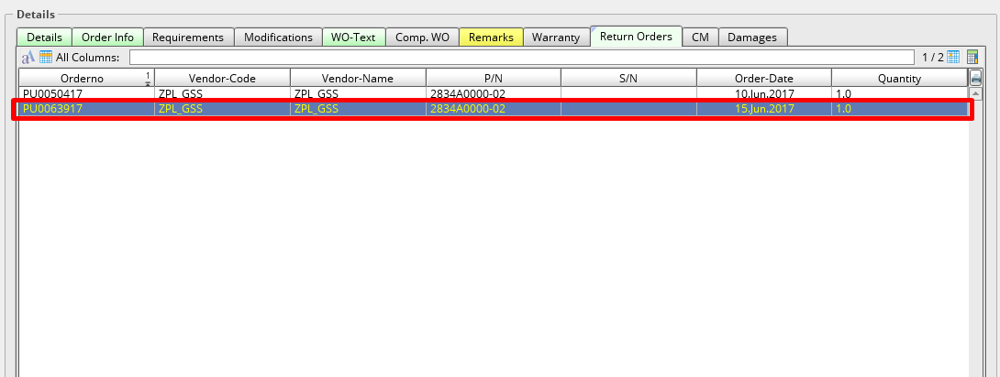 Details
Details Order Info Requirements Modifications WO-Text Comp. WO Remarks Warranty Return Orders CM Damages
All Columns: 1 / 2
Orderno 1 Vendor-Code Vendor-Name P/N S/N Order-Date Quantity
PU0050417 ZPL_GSS ZPL_GSS 2834A0000-02 10.Jun.2017 1.0
PU0063917 ZPL_GSS ZPL_GSS 2834A0000-02 15.Jun.2017 1.0